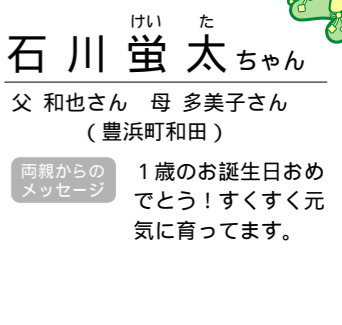 けい た
石川蛍太ちゃん
父 和也さん 母 多美子さん
(豊浜町和田)
両親からの
メッセージ
１歳のお誕生日おめ
でとう！すくすく元
気に育ってます。